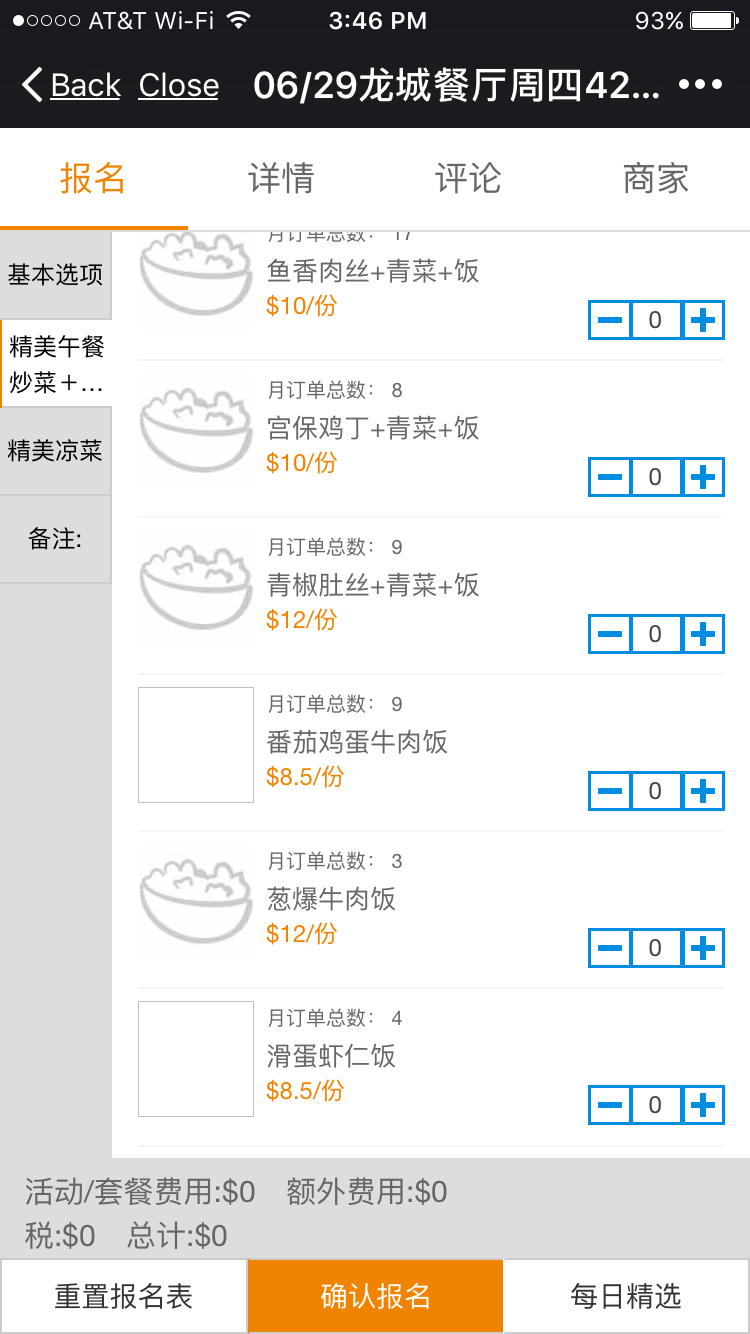 AT&T Wi-Fi 3:46 PM 93%
Back Close 06/29龙城餐厅周四42...
报名 详情 评论 商家
基本选项
精美午餐
炒菜+...
精美凉菜
备注:
月订单总数: 17
鱼香肉丝+青菜+饭
$10/份
0
月订单总数: 8
宫保鸡丁+青菜+饭
$10/份
0
月订单总数: 9
青椒肚丝+青菜+饭
$12/份
0
月订单总数: 9
番茄鸡蛋牛肉饭
$8.5/份
0
月订单总数: 3
葱爆牛肉饭
$12/份
0
月订单总数: 4
滑蛋虾仁饭
$8.5/份
0
活动/套餐费用:$0 额外费用:$0
税:$0 总计:$0
重置报名表 确认报名 每日精选